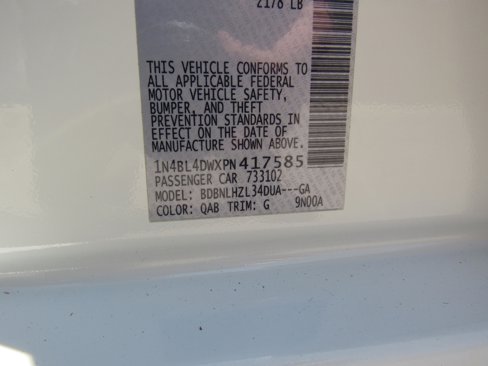 2178 LB
THIS VEHICLE CONFORMS TO
ALL APPLICABLE FEDERAL
MOTOR VEHICLE SAFETY,
BUMPER, AND THEFT
PREVENTION STANDARDS IN
EFFECT ON THE DATE OF
MANUFACTURE SHOWN ABOVE.
1N4BL4DWXPN417585
PASSENGER CAR 733102
MODEL: BDBNLHZL34DUA---GA
COLOR: QAB TRIM: G 9N00A